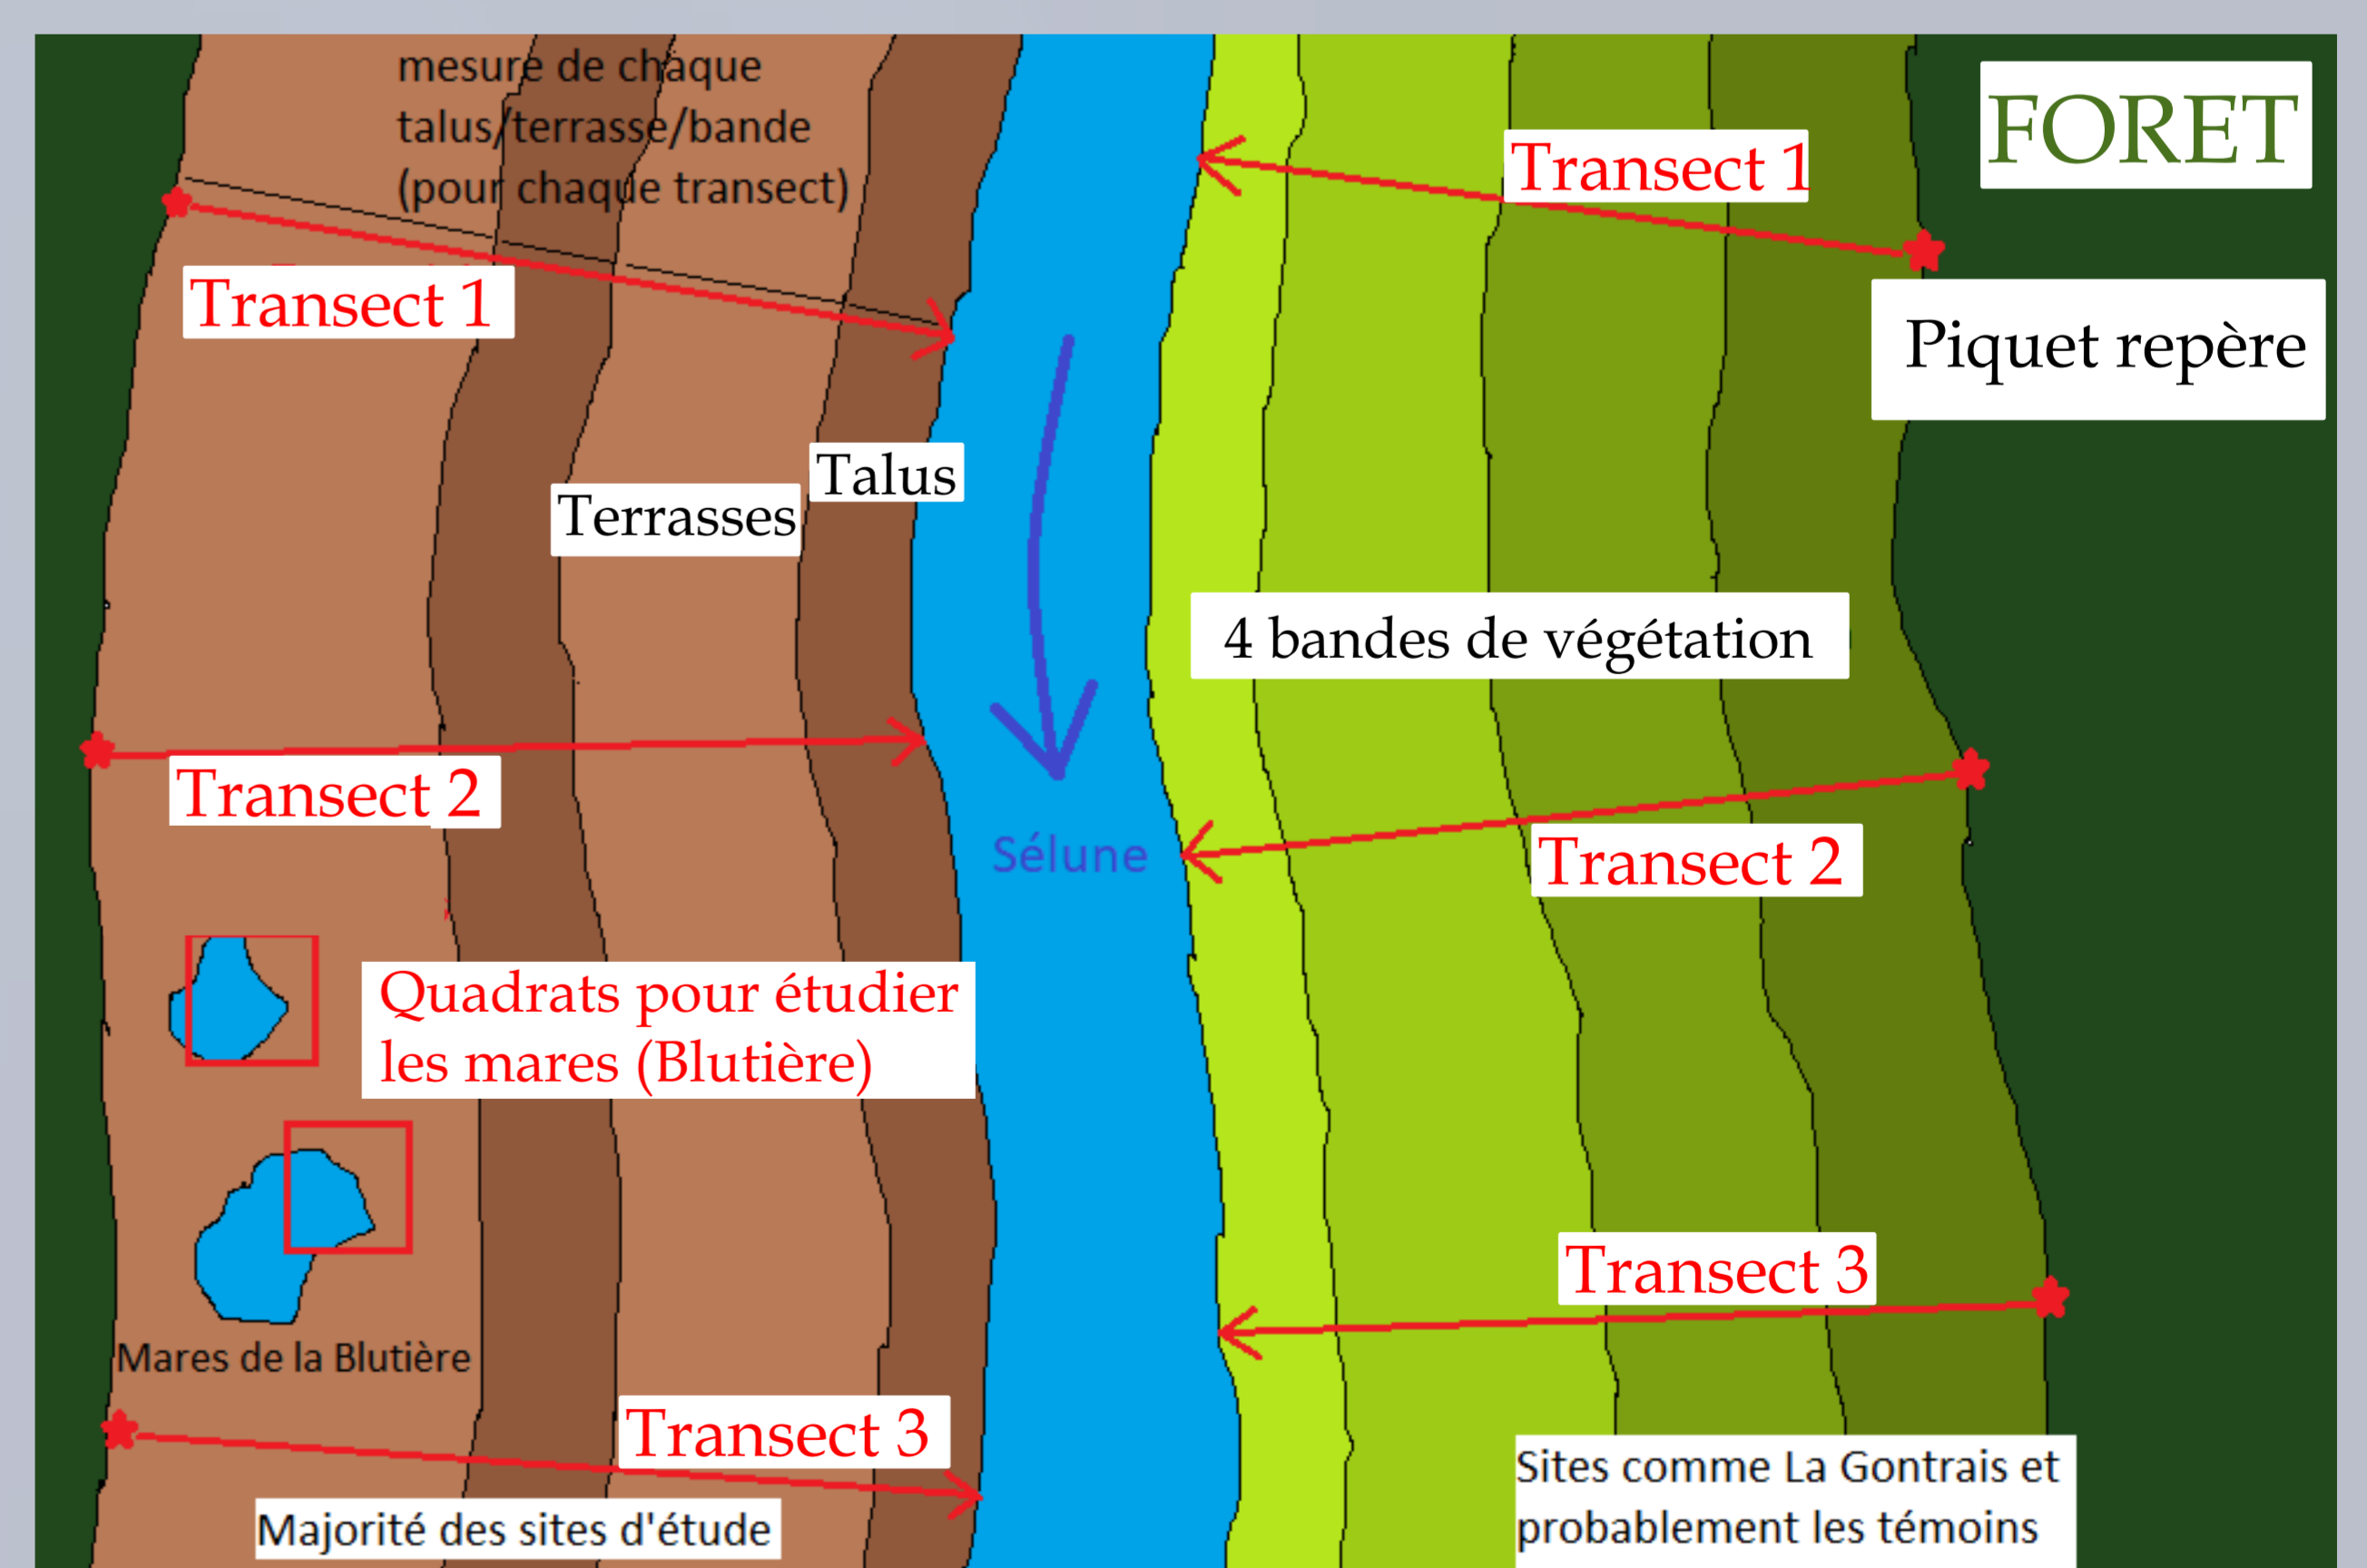 mesure de chaque
talus/terrasse/bande
(pour chaque transect)
FORET
Transect 1
Transect 1
Piquet repère
Talus
Terrasses
4 bandes de végétation
Transect 2
Sélune
Transect 2
Quadrats pour étudier
les mares (Blutière)
Transect 3
Mares de la Blutière
Transect 3
Majorité des sites d'étude
Sites comme La Gontrais et
probablement les témoins